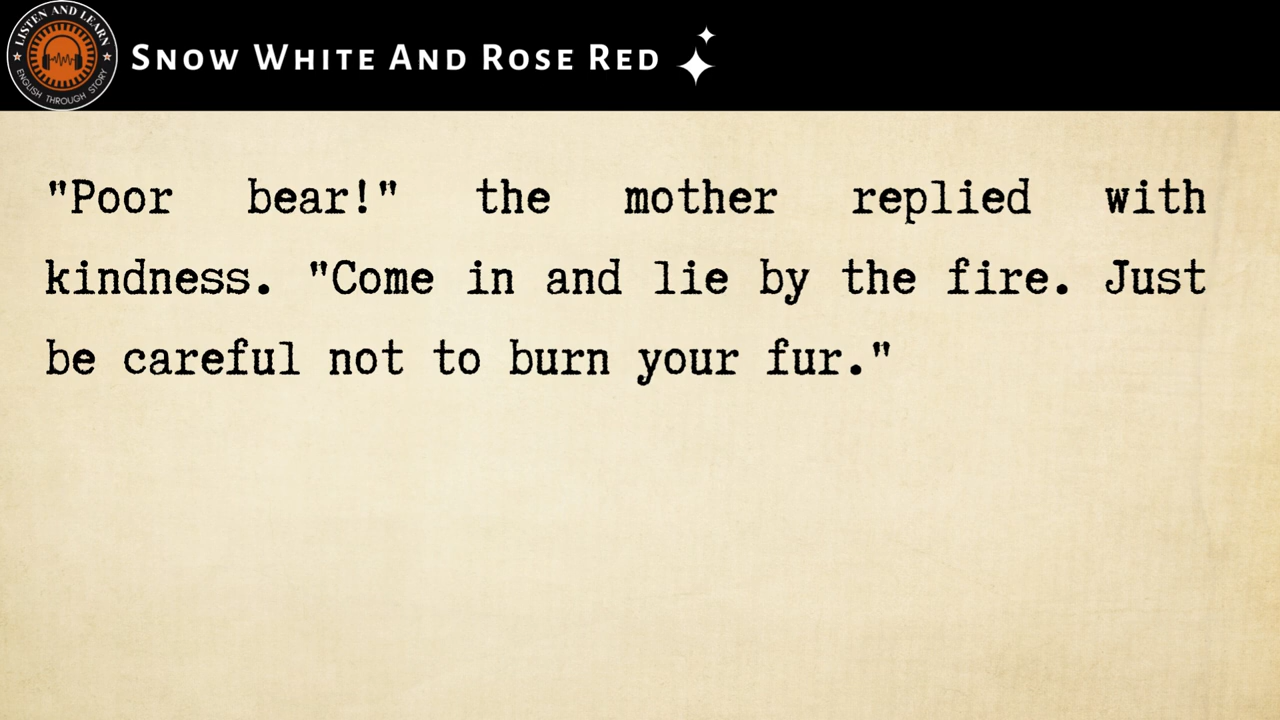 LISTEN AND LEARN
ENGLISH THROUGH STORY
Snow White And Rose Red
"Poor bear!" the mother replied with
kindness. "Come in and lie by the fire. Just
be careful not to burn your fur."